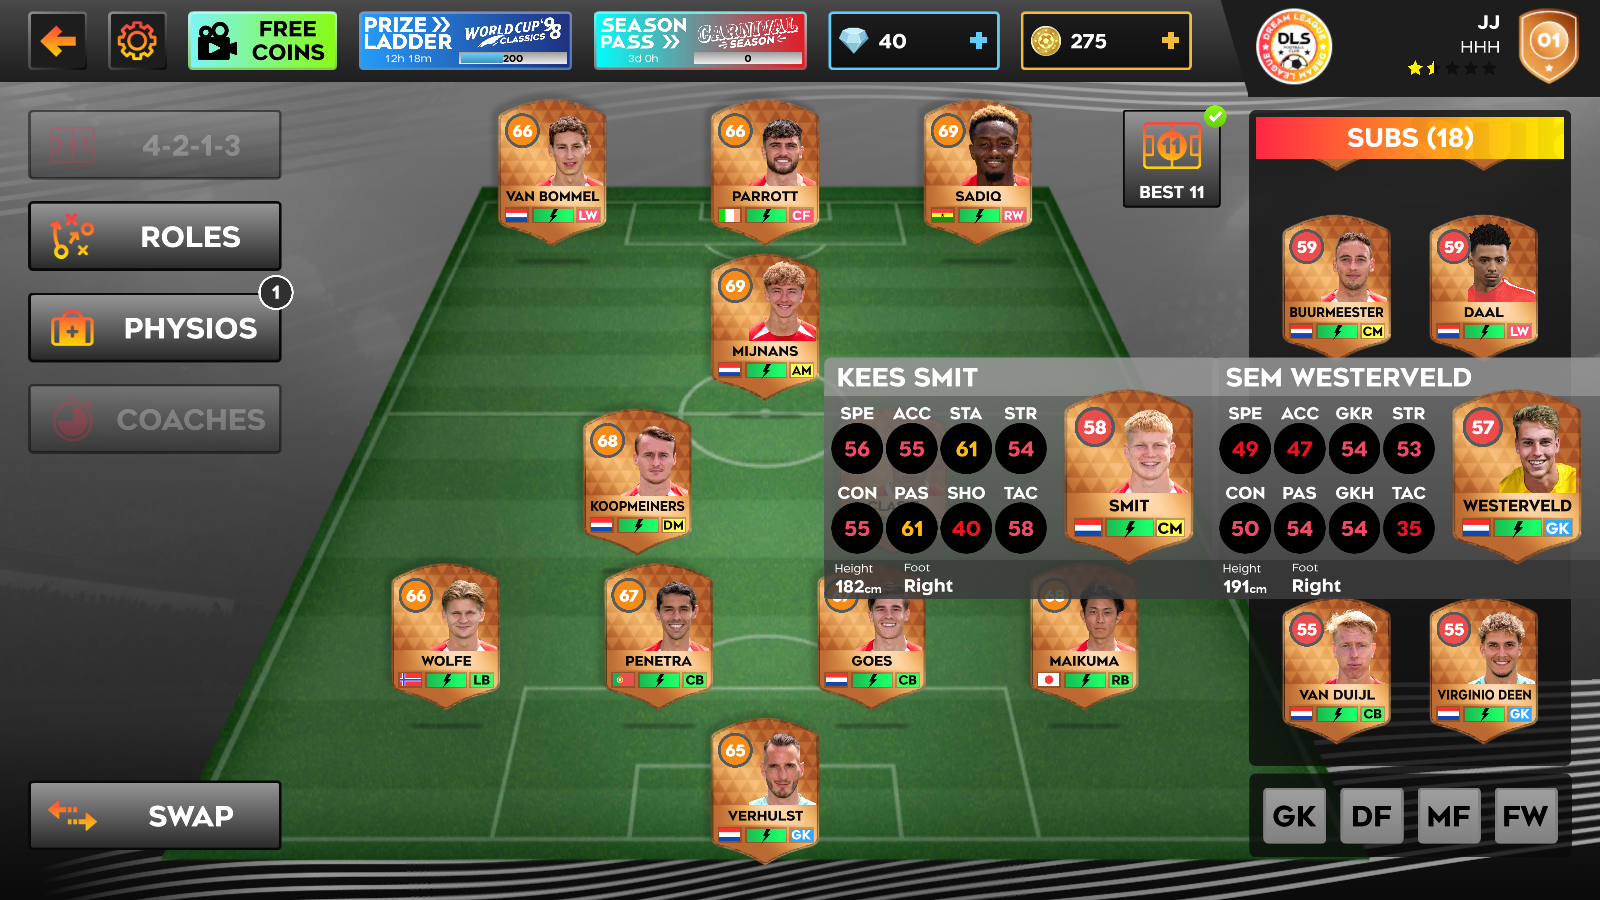 FREE
COINS
PRIZE
LADDER
12h 18m
WORLD CUP '98
CLASSICS
200
SEASON
PASS
3d 0h
CARNIVAL
SEASON
0
40
275
DREAM LEAGUE
DLS
DREAM LEAGUE
JJ
HHH
01
4-2-1-3
ROLES
PHYSIOS
1
COACHES
SWAP
11
BEST 11
SUBS (18)
66
VAN BOMMEL
LW
66
PARROTT
CF
69
SADIQ
RW
69
MIJNANS
AM
68
KOOPMEINERS
DM
66
WOLFE
LB
67
PENETRA
CB
GOES
CB
68
MAIKUMA
RB
65
VERHULST
GK
59
BUURMEESTER
CM
59
DAAL
LW
KEES SMIT
SPE ACC STA STR
56 55 61 54
CON PAS SHO TAC
55 61 40 58
Height Foot
182cm Right
58
SMIT
CM
SEM WESTERVELD
SPE ACC GKR STR
49 47 54 53
CON PAS GKH TAC
50 54 54 35
Height Foot
191cm Right
57
WESTERVELD
GK
55
VAN DUIJL
CB
55
VIRGINIO DEEN
GK
GK DF MF FW